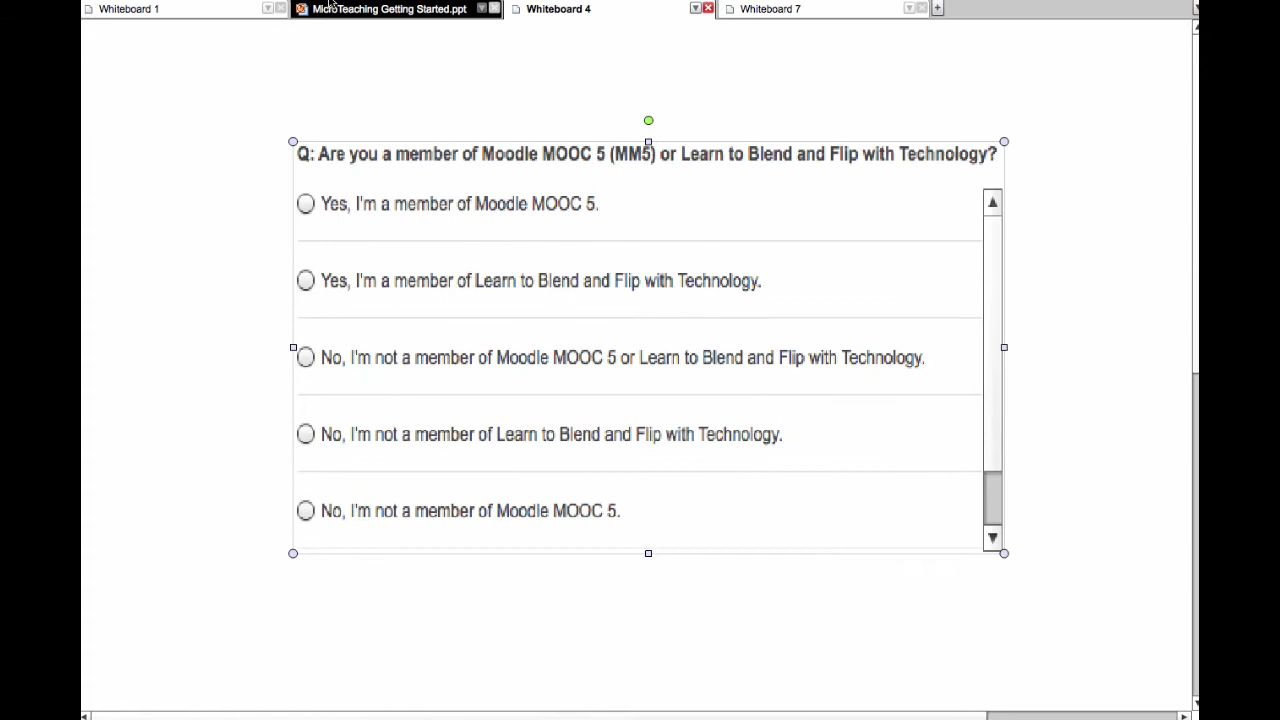 Whiteboard 1
MicroTeaching Getting Started.ppt
Whiteboard 4
Whiteboard 7
Q: Are you a member of Moodle MOOC 5 (MM5) or Learn to Blend and Flip with Technology?
Yes, I'm a member of Moodle MOOC 5.
Yes, I'm a member of Learn to Blend and Flip with Technology.
No, I'm not a member of Moodle MOOC 5 or Learn to Blend and Flip with Technology.
No, I'm not a member of Learn to Blend and Flip with Technology.
No, I'm not a member of Moodle MOOC 5.